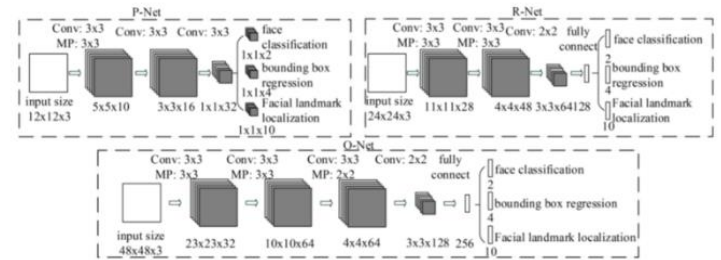 P-Net
Conv: 3x3 Conv: 3x3 Conv: 3x3
MP: 3x3
face
classification
1x1x2
bounding box
regression
1x1x4
Facial landmark
localization
1x1x10
input size
12x12x3
5x5x10
3x3x16
1x1x32
R-Net
Conv: 3x3 Conv: 3x3 Conv: 2x2 fully
MP: 3x3 MP: 3x3 connect
face classification
2
bounding box
regression
4
Facial landmark
localization
10
input size
24x24x3
11x11x28
4x4x48
3x3x64
128
O-Net
Conv: 3x3 Conv: 3x3 Conv: 3x3 Conv: 2x2 fully
MP: 3x3 MP: 3x3 MP: 2x2 connect
face classification
2
bounding box regression
4
Facial landmark localization
10
input size
48x48x3
23x23x32
10x10x64
4x4x64
3x3x128
256